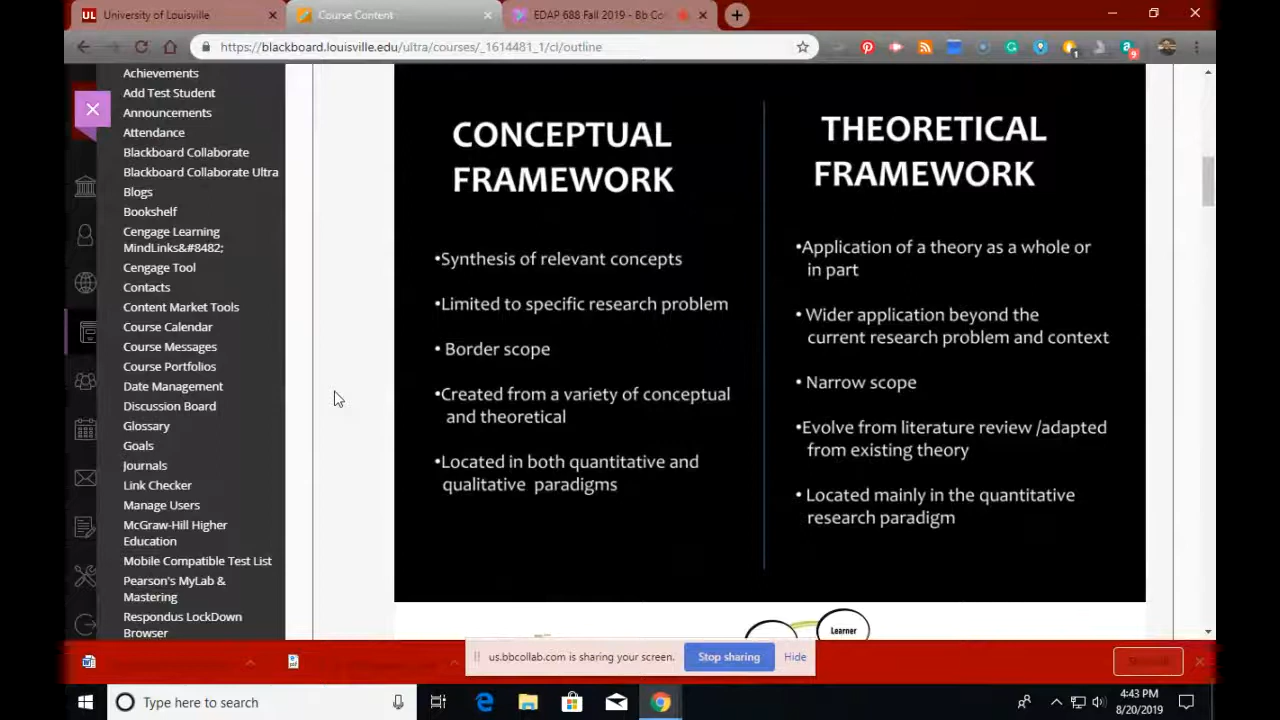 University of Louisville
Course Content
EDAP 688 Fall 2019 - Bb Co
https://blackboard.louisville.edu/ultra/courses/_1614481_1/cl/outline
Achievements
Add Test Student
Announcements
Attendance
Blackboard Collaborate
Blackboard Collaborate Ultra
Blogs
Bookshelf
Cengage Learning
MindLinks&#8482;
Cengage Tool
Contacts
Content Market Tools
Course Calendar
Course Messages
Course Portfolios
Date Management
Discussion Board
Glossary
Goals
Journals
Link Checker
Manage Users
McGraw-Hill Higher
Education
Mobile Compatible Test List
Pearson's MyLab &
Mastering
Respondus LockDown
Browser
CONCEPTUAL
FRAMEWORK
•Synthesis of relevant concepts
•Limited to specific research problem
• Border scope
•Created from a variety of conceptual
and theoretical
•Located in both quantitative and
qualitative paradigms
THEORETICAL
FRAMEWORK
•Application of a theory as a whole or
in part
• Wider application beyond the
current research problem and context
• Narrow scope
•Evolve from literature review /adapted
from existing theory
• Located mainly in the quantitative
research paradigm
Learner
us.bbcollab.com is sharing your screen.
Stop sharing
Hide
Type here to search
4:43 PM
8/20/2019